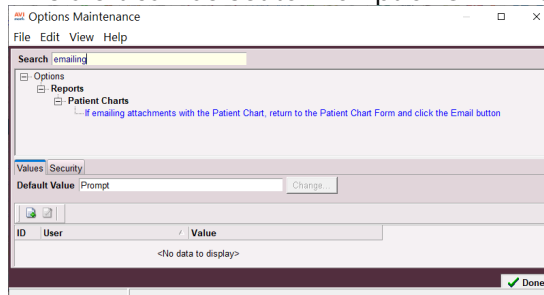 AVI
Options Maintenance
File Edit View Help
Search emailing
Options
Reports
Patient Charts
If emailing attachments with the Patient Chart, return to the Patient Chart Form and click the Email button
Values Security
Default Value Prompt Change...
ID User Value
<No data to display>
Done